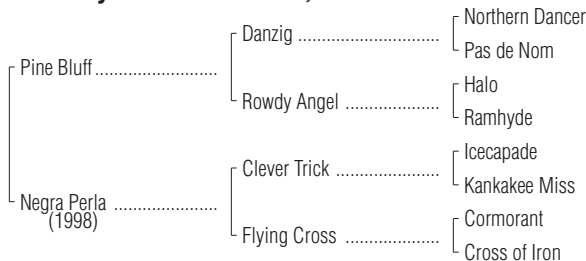 Northern Dancer
Danzig ..................................
Pas de Nom
Pine Bluff .............................
Halo
Rowdy Angel ......................
Ramhyde
Icecapade
Clever Trick ........................
Kankakee Miss
Negra Perla ........................
(1998)
Cormorant
Flying Cross ......................
Cross of Iron